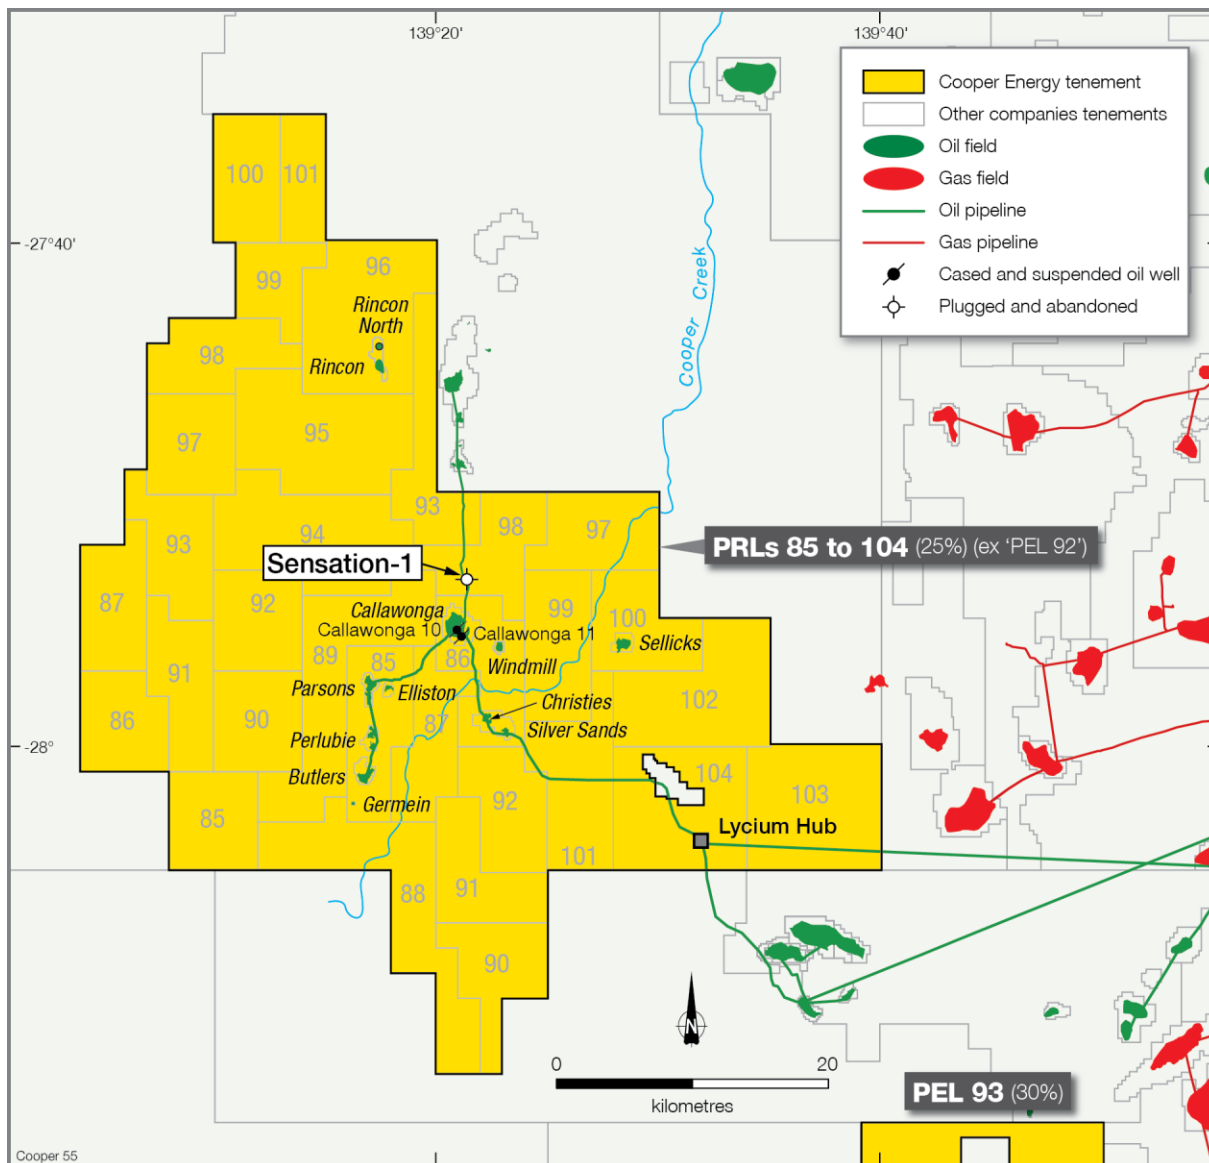 139°20'
139°40'
Cooper Energy tenement
Other companies tenements
Oil field
Gas field
Oil pipeline
Gas pipeline
Cased and suspended oil well
Plugged and abandoned
100
101
-27°40'
99
96
Rincon
North
Rincon
98
Cooper Creek
97
95
93
98
97
93
94
PRLs 85 to 104 (25%) (ex 'PEL 92')
Sensation-1
87
92
99
100
Callawonga
Callawonga 10
Callawonga 11
Sellicks
89
85
86
Windmill
91
Parsons
Elliston
Christies
102
86
90
87
Silver Sands
Perlubie
-28°
Butlers
104
103
Germein
92
85
Lycium Hub
101
88
91
90
N
0
20
kilometres
PEL 93 (30%)
Cooper 55